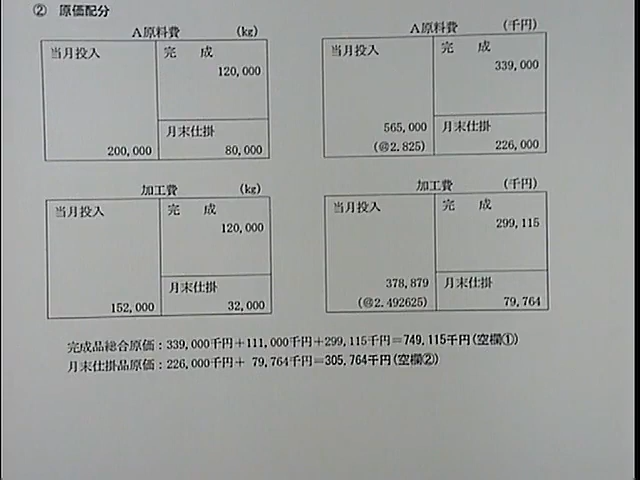 ② 原価配分
A原料費 (kg)
当月投入 完 成
120,000
月末仕掛
200,000 80,000
A原料費 (千円)
当月投入 完 成
339,000
565,000 月末仕掛
(@2.825) 226,000
加工費 (kg)
当月投入 完 成
120,000
月末仕掛
152,000 32,000
加工費 (千円)
当月投入 完 成
299,115
378,879 月末仕掛
(@2.492625) 79,764
完成品総合原価：339,000千円＋111,000千円＋299,115千円＝749,115千円(空欄①)
月末仕掛品原価：226,000千円＋ 79,764千円＝305,764千円(空欄②)